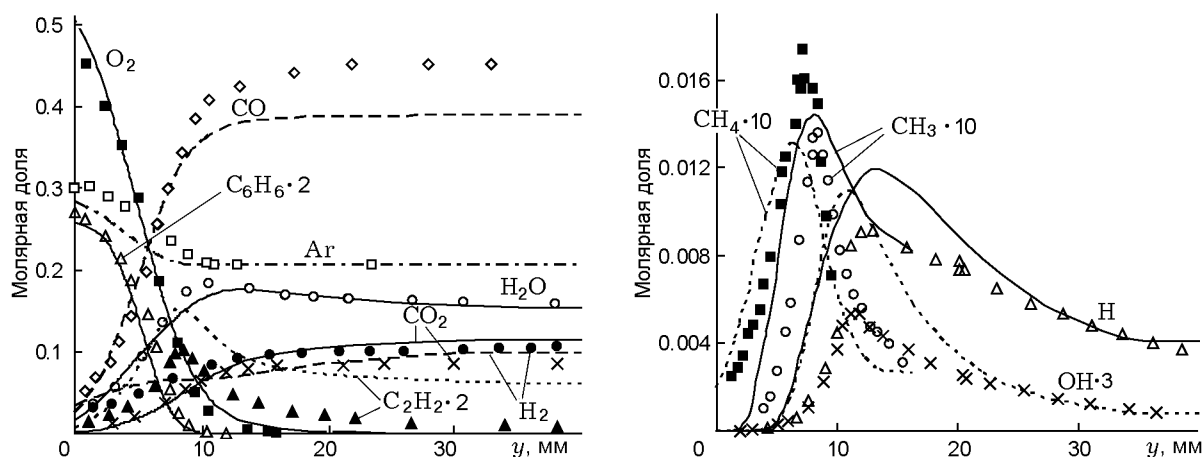 Молярная доля
0.5
0.4
0.3
0.2
0.1
0
10
20
30
y, мм
O₂
CO
C₆H₆·2
Ar
H₂O
CO₂
C₂H₂·2
H₂
Молярная доля
0.016
0.012
0.008
0.004
0
10
20
30
y, мм
CH₄·10
CH₃·10
H
OH·3